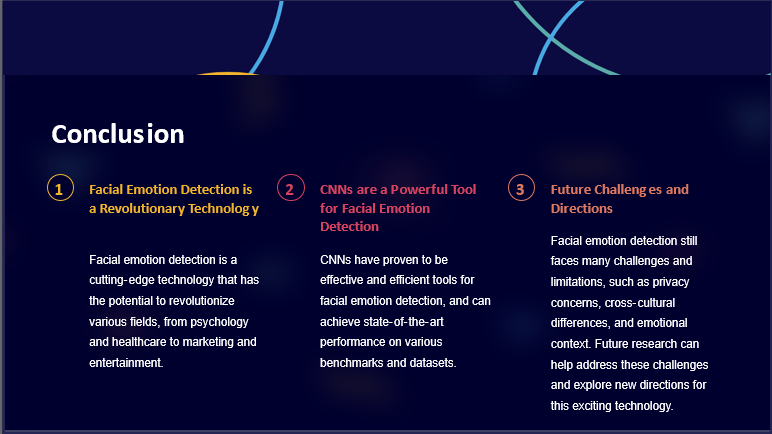 Conclusion
1
Facial Emotion Detection is
a Revolutionary Technology
Facial emotion detection is a
cutting-edge technology that has
the potential to revolutionize
various fields, from psychology
and healthcare to marketing and
entertainment.
2
CNNs are a Powerful Tool
for Facial Emotion
Detection
CNNs have proven to be
effective and efficient tools for
facial emotion detection, and can
achieve state-of-the-art
performance on various
benchmarks and datasets.
3
Future Challenges and
Directions
Facial emotion detection still
faces many challenges and
limitations, such as privacy
concerns, cross-cultural
differences, and emotional
context. Future research can
help address these challenges
and explore new directions for
this exciting technology.